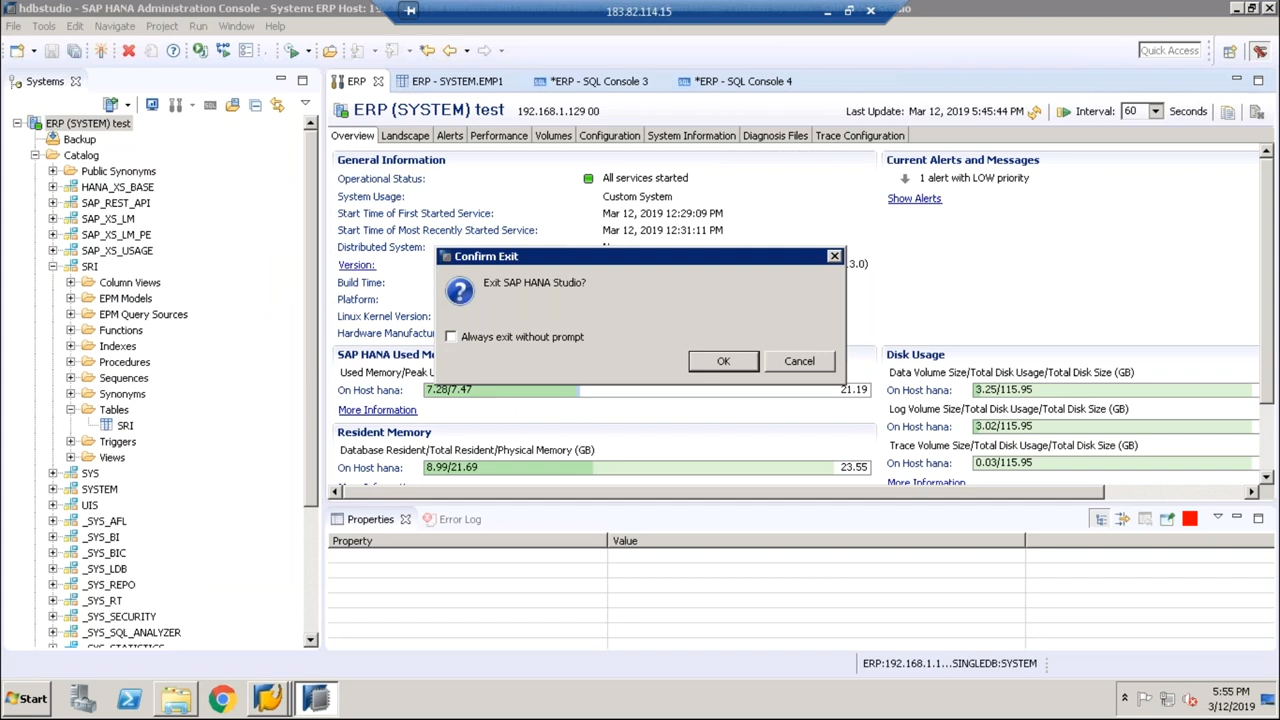 hdbstudio - SAP HANA Administration Console - System: ERP Host: 1
183.82.114.15
File Edit Navigate Project Run Window Help
Quick Access
Systems
ERP
ERP - SYSTEM.EMP1
*ERP - SQL Console 3
*ERP - SQL Console 4
ERP (SYSTEM) test 192.168.1.129 00
Last Update: Mar 12, 2019 5:45:44 PM
Interval: 60 Seconds
Overview Landscape Alerts Performance Volumes Configuration System Information Diagnosis Files Trace Configuration
ERP (SYSTEM) test
Backup
Catalog
Public Synonyms
HANA_XS_BASE
SAP_REST_API
SAP_XS_LM
SAP_XS_LM_PE
SAP_XS_USAGE
SRI
Column Views
EPM Models
EPM Query Sources
Functions
Indexes
Procedures
Sequences
Synonyms
Tables
SRI
Triggers
Views
SYS
SYSTEM
UIS
_SYS_AFL
_SYS_BI
_SYS_BIC
_SYS_LDB
_SYS_REPO
_SYS_RT
_SYS_SECURITY
_SYS_SQL_ANALYZER
_SYS_STATISTICS
General Information
Operational Status: All services started
System Usage: Custom System
Start Time of First Started Service: Mar 12, 2019 12:29:09 PM
Start Time of Most Recently Started Service: Mar 12, 2019 12:31:11 PM
Distributed System:
Version: .3.0)
Build Time:
Platform:
Linux Kernel Version:
Hardware Manufactu
Current Alerts and Messages
1 alert with LOW priority
Show Alerts
Confirm Exit
Exit SAP HANA Studio?
Always exit without prompt
OK Cancel
SAP HANA Used Me
Used Memory/Peak U
On Host hana: 7.28/7.47 21.19
More Information
Resident Memory
Database Resident/Total Resident/Physical Memory (GB)
On Host hana: 8.99/21.69 23.55
Disk Usage
Data Volume Size/Total Disk Usage/Total Disk Size (GB)
On Host hana: 3.25/115.95
Log Volume Size/Total Disk Usage/Total Disk Size (GB)
On Host hana: 3.02/115.95
Trace Volume Size/Total Disk Usage/Total Disk Size (GB)
On Host hana: 0.03/115.95
More Information
Properties Error Log
Property Value
ERP:192.168.1.1...SINGLEDB:SYSTEM
Start
5:55 PM
3/12/2019